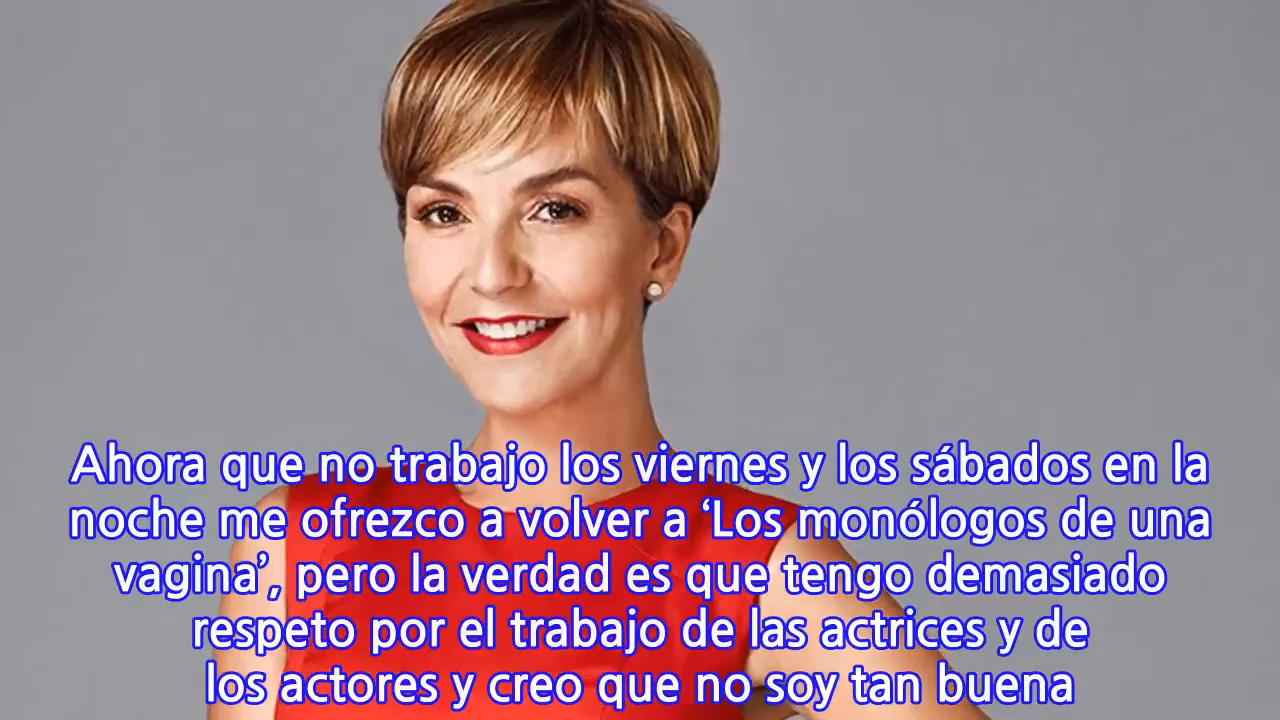 Ahora que no trabajo los viernes y los sábados en la
noche me ofrezco a volver a ‘Los monólogos de una
vagina’, pero la verdad es que tengo demasiado
respeto por el trabajo de las actrices y de
los actores y creo que no soy tan buena